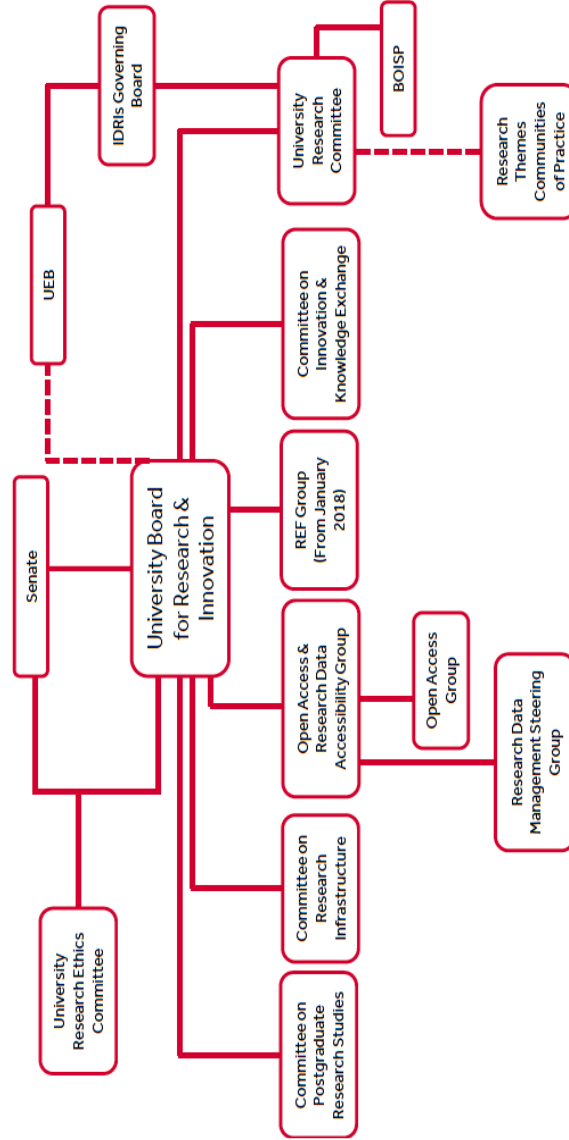 Senate
UEB
IDRIs Governing
Board
University
Research Ethics
Committee
University Board
for Research &
Innovation
Committee on
Postgraduate
Research Studies
Committee on
Research
Infrastructure
Open Access &
Research Data
Accessibility Group
REF Group
(From January
2018)
Committee on
Innovation &
Knowledge Exchange
University
Research
Committee
BOISP
Open Access
Group
Research Data
Management Steering
Group
Research
Themes
Communities
of Practice